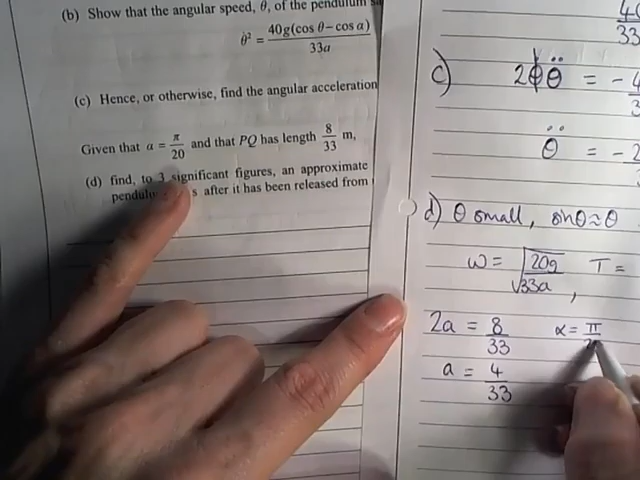 (b) Show that the angular speed, θ̇, of the pendulum
θ̇² = 40g(cos θ – cos α) / 33a
(c) Hence, or otherwise, find the angular acceleration
Given that α = π/20 and that PQ has length 8/33 m,
(d) find, to 3 significant figures, an approximate
s after it has been released from
33
c) 2θ̇θ̈ = -
θ̈ = -
d) θ small, sinθ≈θ
ω = √20g/33a , T =
2a = 8/33 α = π/
a = 4/33